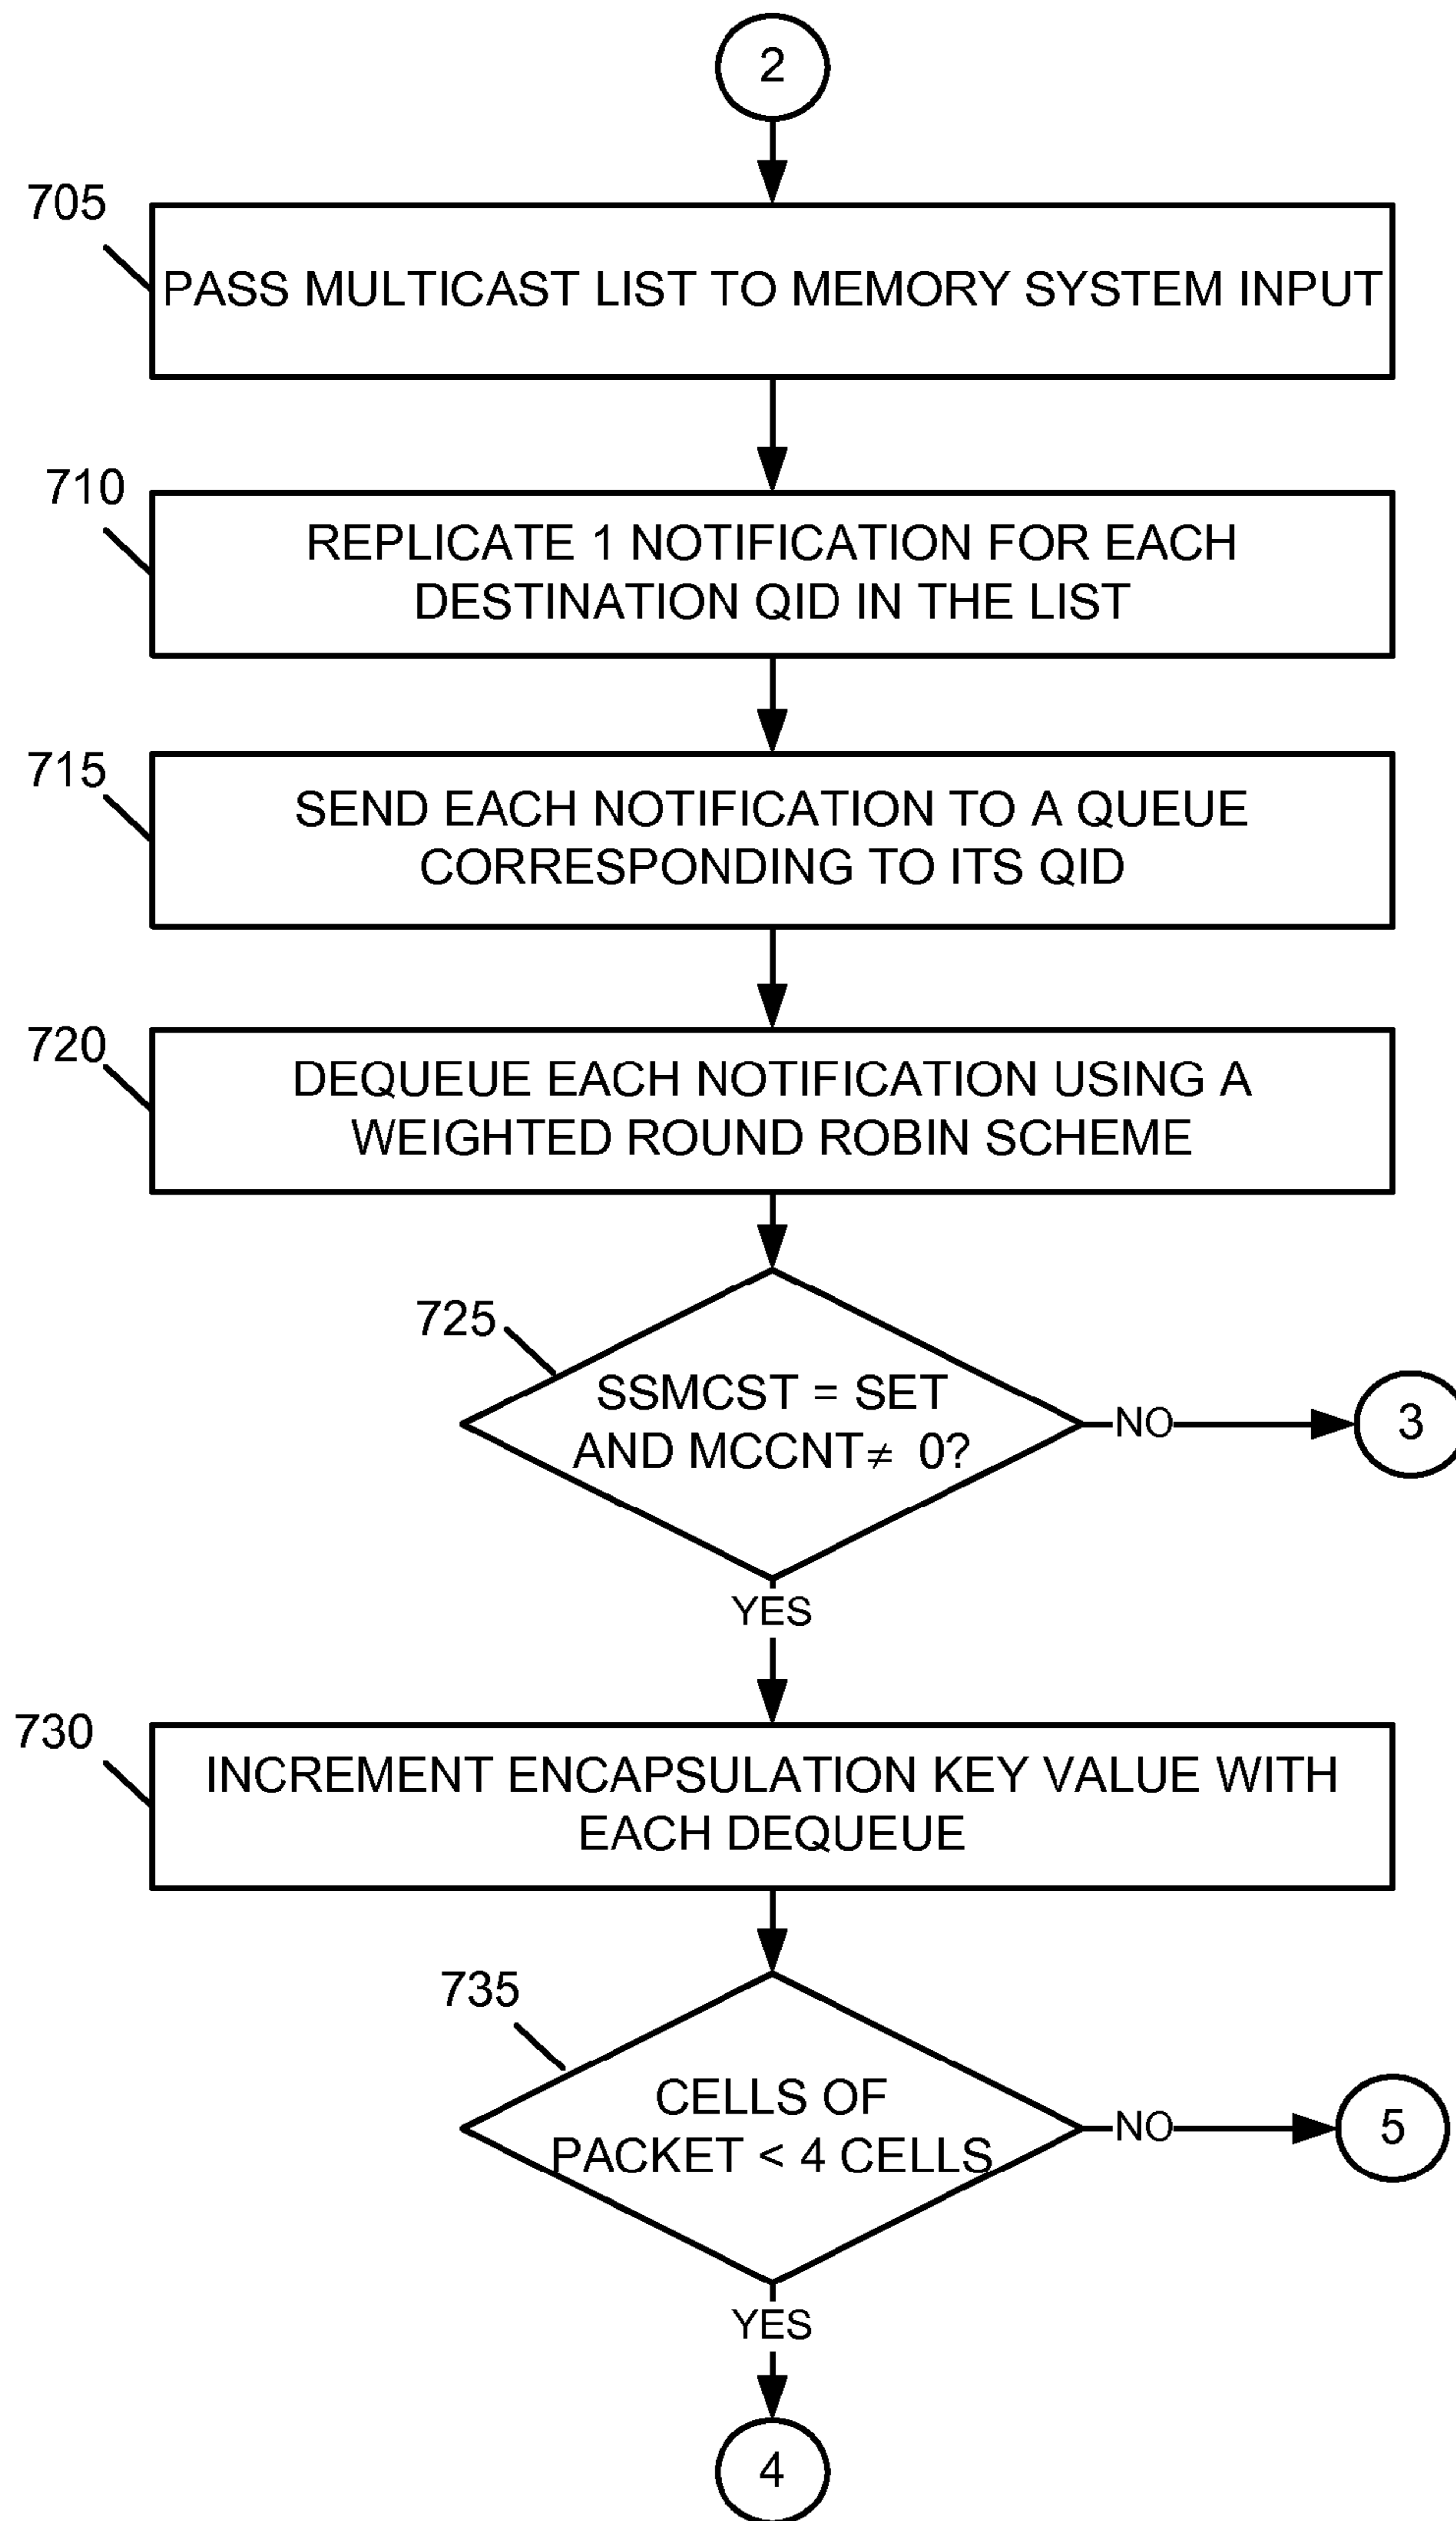 2
705
PASS MULTICAST LIST TO MEMORY SYSTEM INPUT
710
REPLICATE 1 NOTIFICATION FOR EACH
DESTINATION QID IN THE LIST
715
SEND EACH NOTIFICATION TO A QUEUE
CORRESPONDING TO ITS QID
720
DEQUEUE EACH NOTIFICATION USING A
WEIGHTED ROUND ROBIN SCHEME
725
SSMCST = SET
AND MCCNT ≠ 0?
NO
3
YES
730
INCREMENT ENCAPSULATION KEY VALUE WITH
EACH DEQUEUE
735
CELLS OF
PACKET < 4 CELLS
NO
5
YES
4